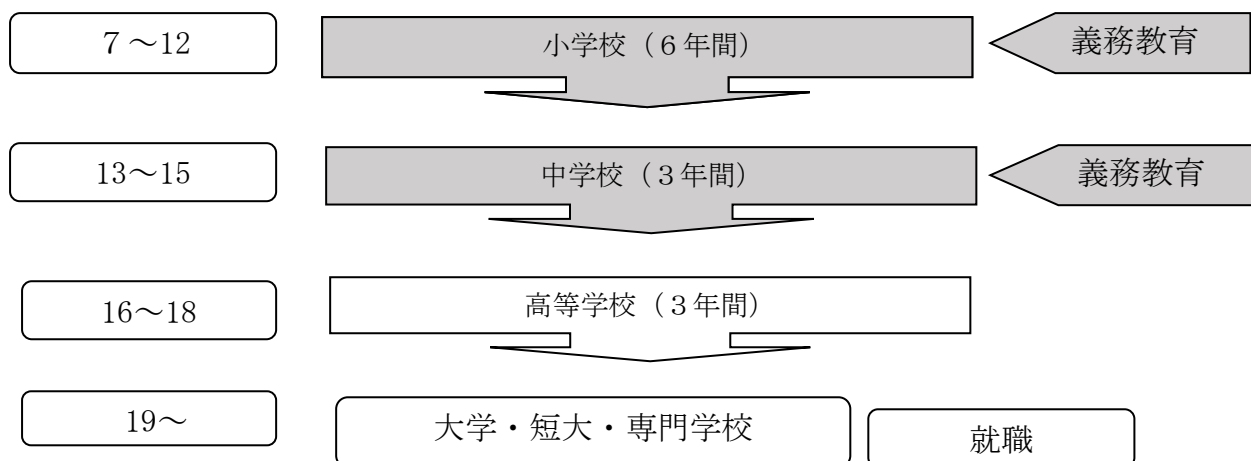 7～12
小学校（６年間）
義務教育
13～15
中学校（３年間）
義務教育
16～18
高等学校（３年間）
19～
大学・短大・専門学校
就職